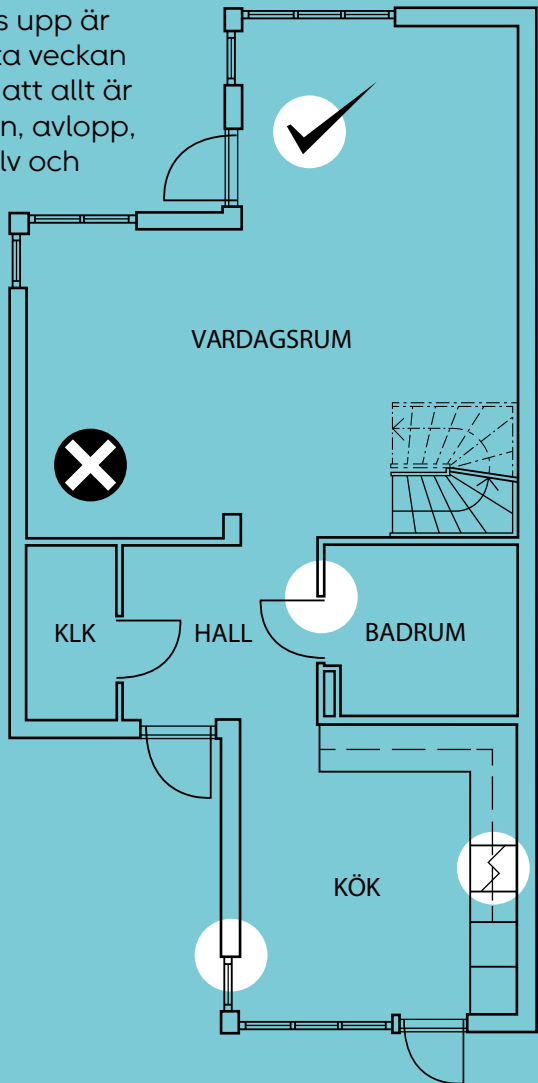 s upp är
ta veckan
att allt är
n, avlopp,
lv och
VARDAGSRUM
KLK
HALL
BADRUM
KÖK